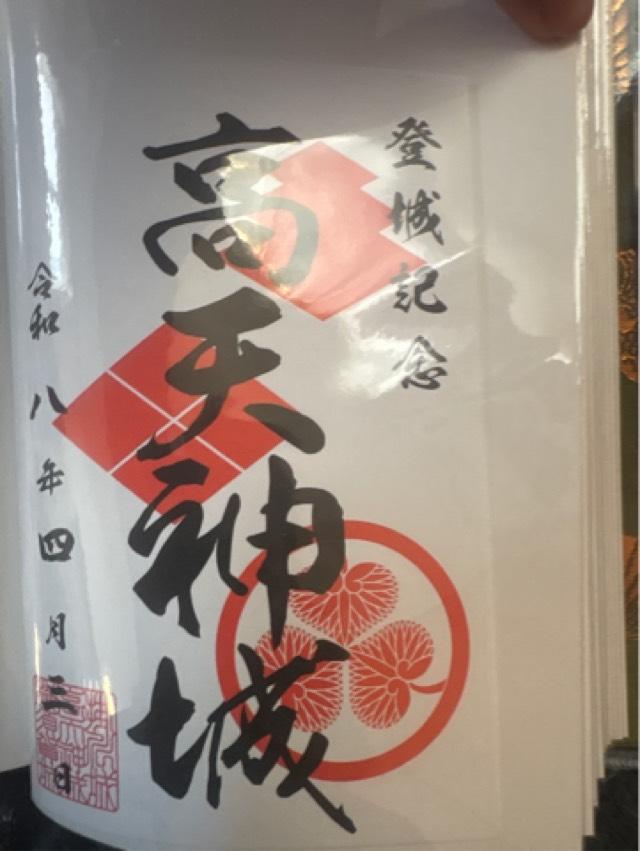 登城記念
高天神城
令和八年四月三日